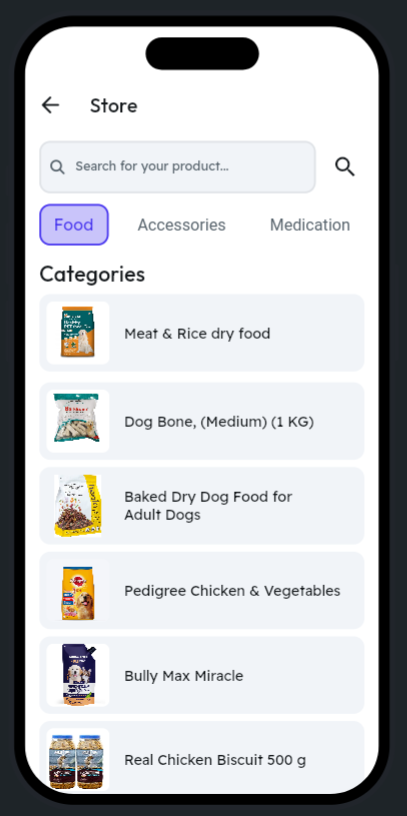 Store
Search for your product...
Food Accessories Medication
Categories
Meat & Rice dry food
Dog Bone, (Medium) (1 KG)
Baked Dry Dog Food for
Adult Dogs
Pedigree Chicken & Vegetables
Bully Max Miracle
Real Chicken Biscuit 500 g